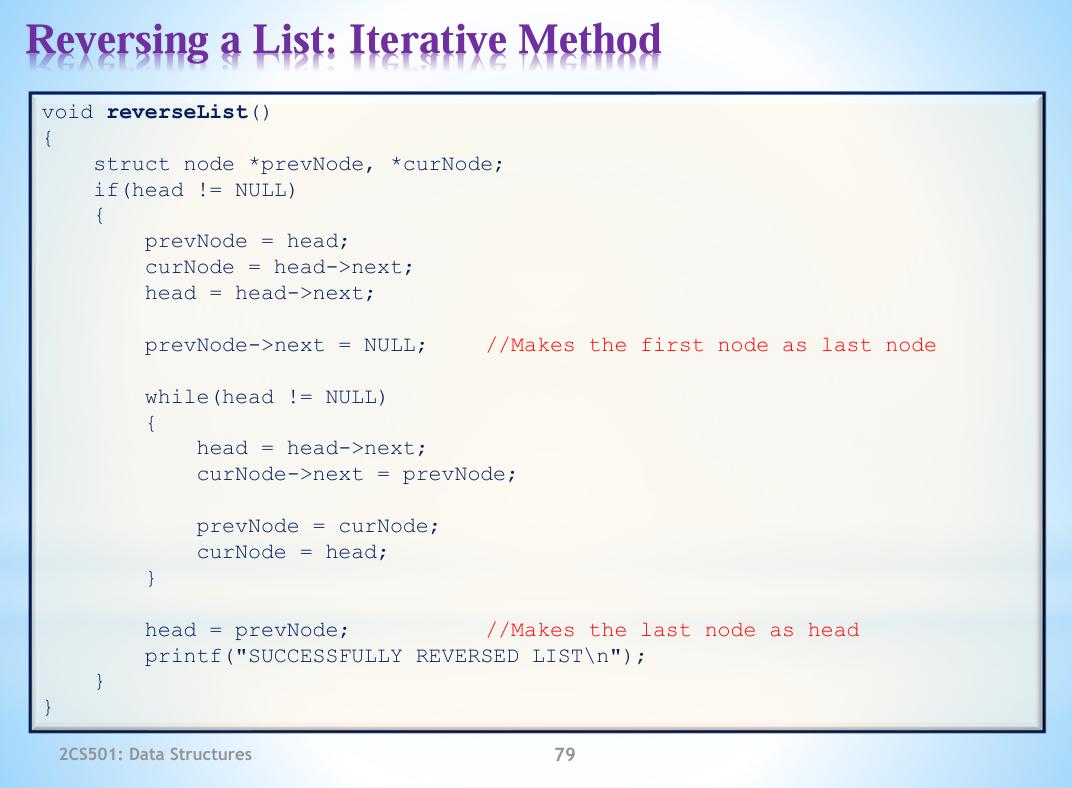 Reversing a List: Iterative Method
void reverseList()
{
    struct node *prevNode, *curNode;
    if(head != NULL)
    {
        prevNode = head;
        curNode = head->next;
        head = head->next;
        prevNode->next = NULL;    //Makes the first node as last node
        while(head != NULL)
        {
            head = head->next;
            curNode->next = prevNode;
            prevNode = curNode;
            curNode = head;
        }
        head = prevNode;          //Makes the last node as head
        printf("SUCCESSFULLY REVERSED LIST\n");
    }
}
2CS501: Data Structures 79